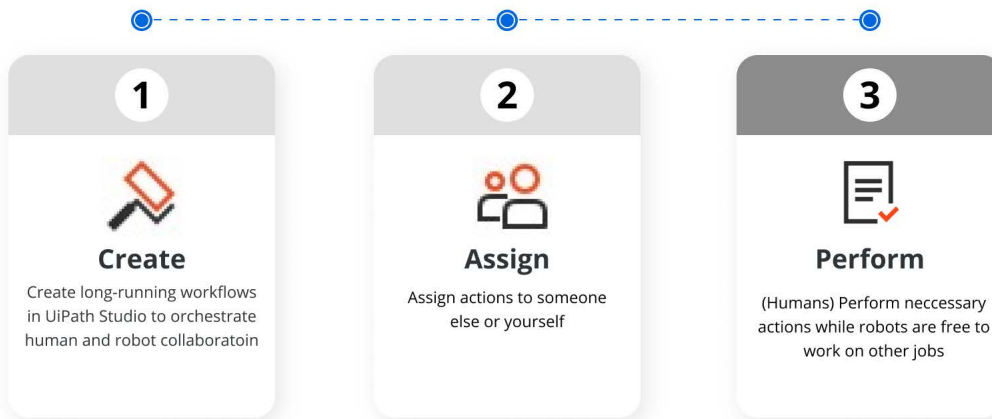 1
Create
Create long-running workflows
in UiPath Studio to orchestrate
human and robot collaboratoin
2
Assign
Assign actions to someone
else or yourself
3
Perform
(Humans) Perform neccessary
actions while robots are free to
work on other jobs